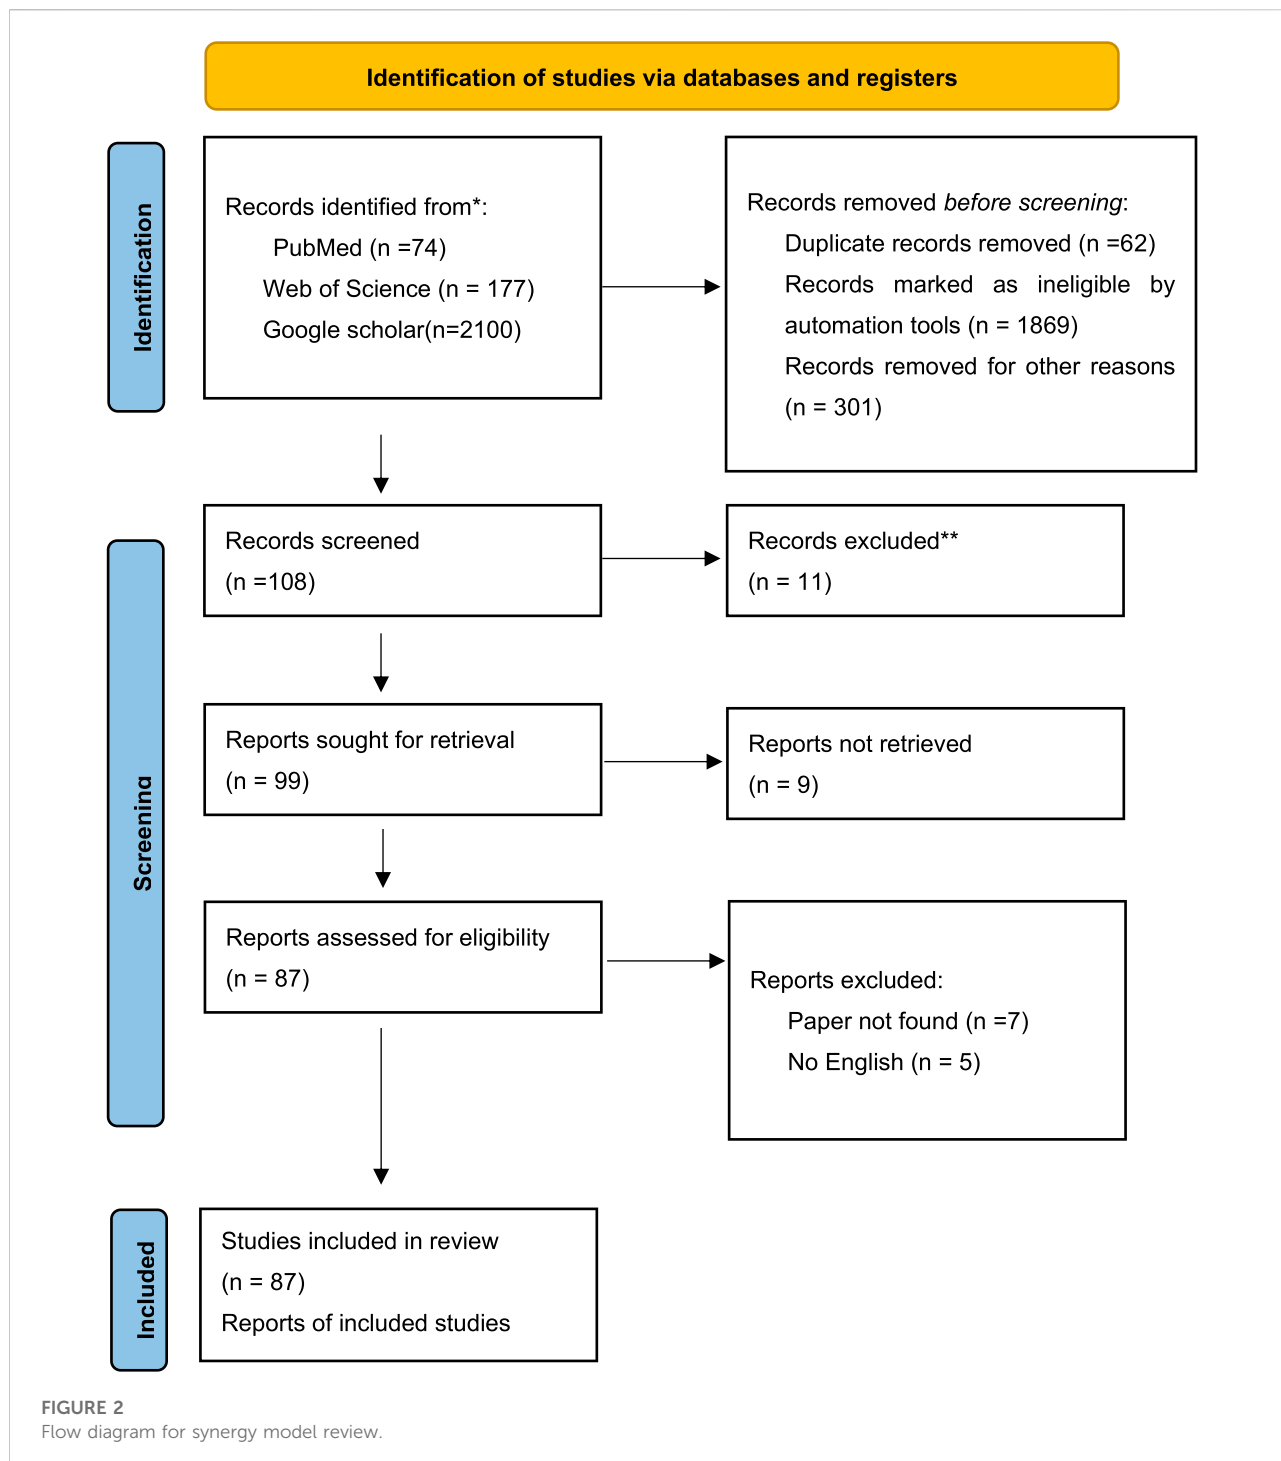 Identification of studies via databases and registers
Identification
Records identified from*:
PubMed (n =74)
Web of Science (n = 177)
Google scholar(n=2100)
Records removed before screening:
Duplicate records removed (n =62)
Records marked as ineligible by
automation tools (n = 1869)
Records removed for other reasons
(n = 301)
Screening
Records screened
(n =108)
Records excluded**
(n = 11)
Reports sought for retrieval
(n = 99)
Reports not retrieved
(n = 9)
Reports assessed for eligibility
(n = 87)
Reports excluded:
Paper not found (n =7)
No English (n = 5)
Included
Studies included in review
(n = 87)
Reports of included studies
FIGURE 2
Flow diagram for synergy model review.